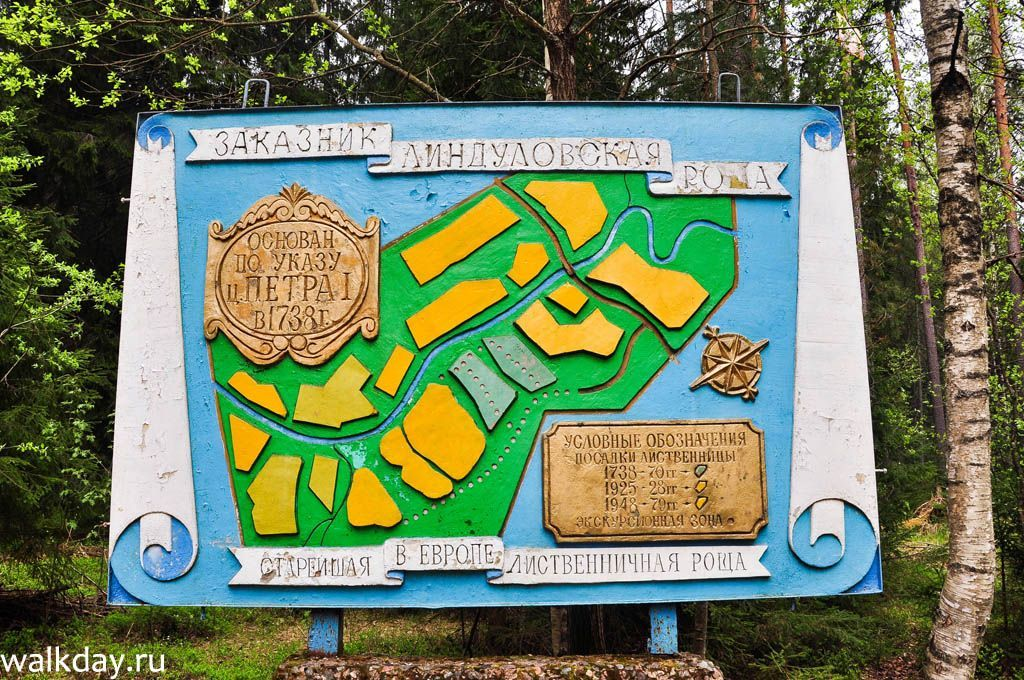 ЗАКАЗНИК ЛИНДУЛОВСКАЯ РОЩА
ОСНОВАН
ПО УКАЗУ
ц. ПЕТРА I
в 1738 г.
УСЛОВНЫЕ ОБОЗНАЧЕНИЯ
ПОСАДКИ ЛИСТВЕННИЦЫ
1738-70 гг -
1925-28 гг -
1948-79 гг -
ЭКСКУРСИОННАЯ ЗОНА
СТАРЕЙШАЯ В ЕВРОПЕ ЛИСТВЕННИЧНАЯ РОЩА
walkday.ru